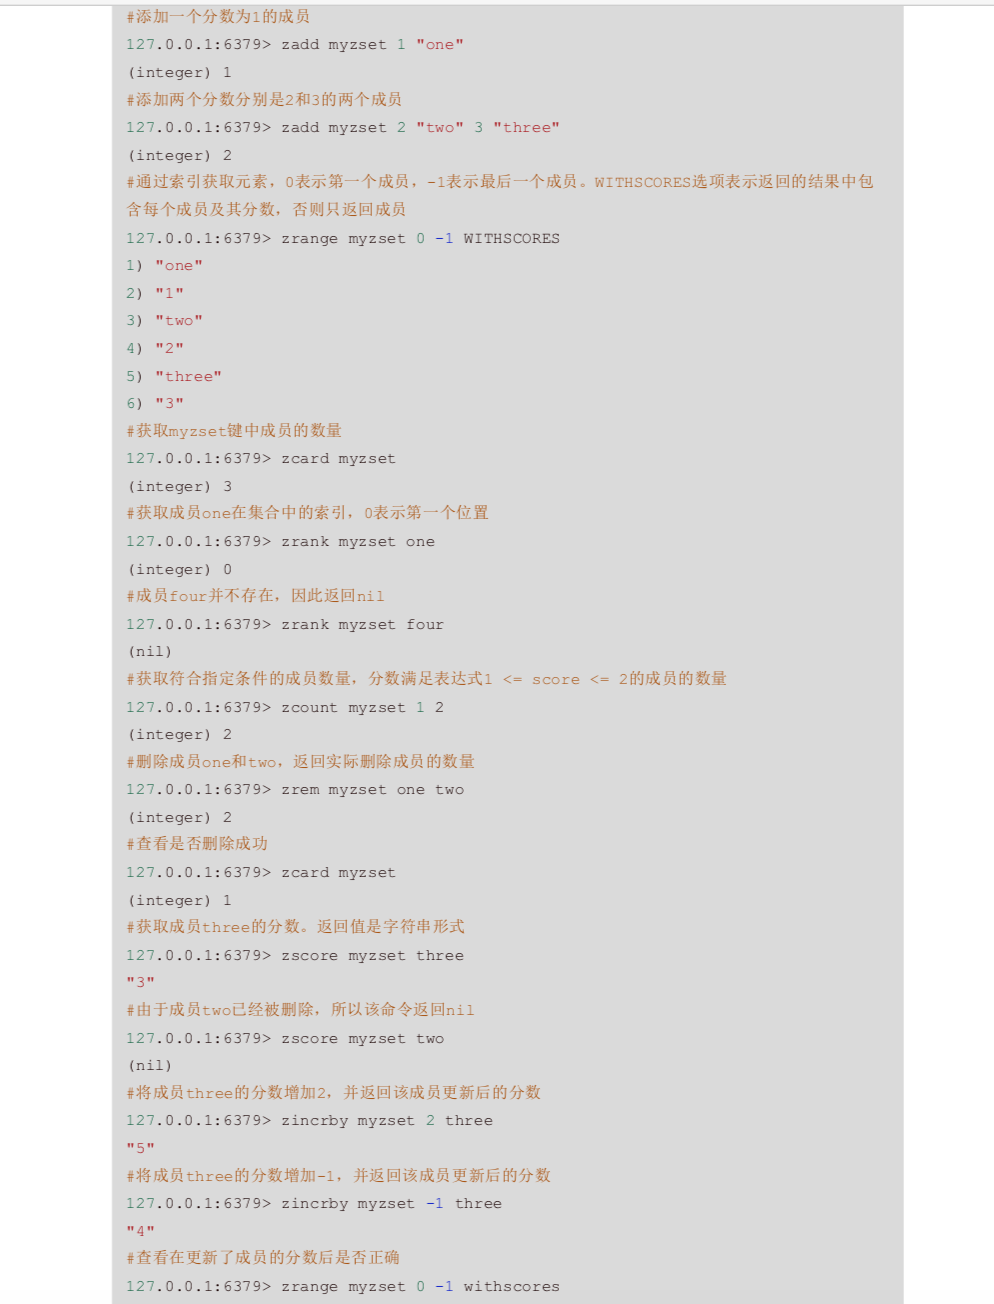 #添加一个分数为1的成员
127.0.0.1:6379> zadd myzset 1 "one"
(integer) 1
#添加两个分数分别是2和3的两个成员
127.0.0.1:6379> zadd myzset 2 "two" 3 "three"
(integer) 2
#通过索引获取元素，0表示第一个成员，-1表示最后一个成员。WITHSCORES选项表示返回的结果中包
含每个成员及其分数，否则只返回成员
127.0.0.1:6379> zrange myzset 0 -1 WITHSCORES
1) "one"
2) "1"
3) "two"
4) "2"
5) "three"
6) "3"
#获取myzset键中成员的数量
127.0.0.1:6379> zcard myzset
(integer) 3
#获取成员one在集合中的索引，0表示第一个位置
127.0.0.1:6379> zrank myzset one
(integer) 0
#成员four并不存在，因此返回nil
127.0.0.1:6379> zrank myzset four
(nil)
#获取符合指定条件的成员数量，分数满足表达式1 <= score <= 2的成员的数量
127.0.0.1:6379> zcount myzset 1 2
(integer) 2
#删除成员one和two，返回实际删除成员的数量
127.0.0.1:6379> zrem myzset one two
(integer) 2
#查看是否删除成功
127.0.0.1:6379> zcard myzset
(integer) 1
#获取成员three的分数。返回值是字符串形式
127.0.0.1:6379> zscore myzset three
"3"
#由于成员two已经被删除，所以该命令返回nil
127.0.0.1:6379> zscore myzset two
(nil)
#将成员three的分数增加2，并返回该成员更新后的分数
127.0.0.1:6379> zincrby myzset 2 three
"5"
#将成员three的分数增加-1，并返回该成员更新后的分数
127.0.0.1:6379> zincrby myzset -1 three
"4"
#查看在更新了成员的分数后是否正确
127.0.0.1:6379> zrange myzset 0 -1 withscores